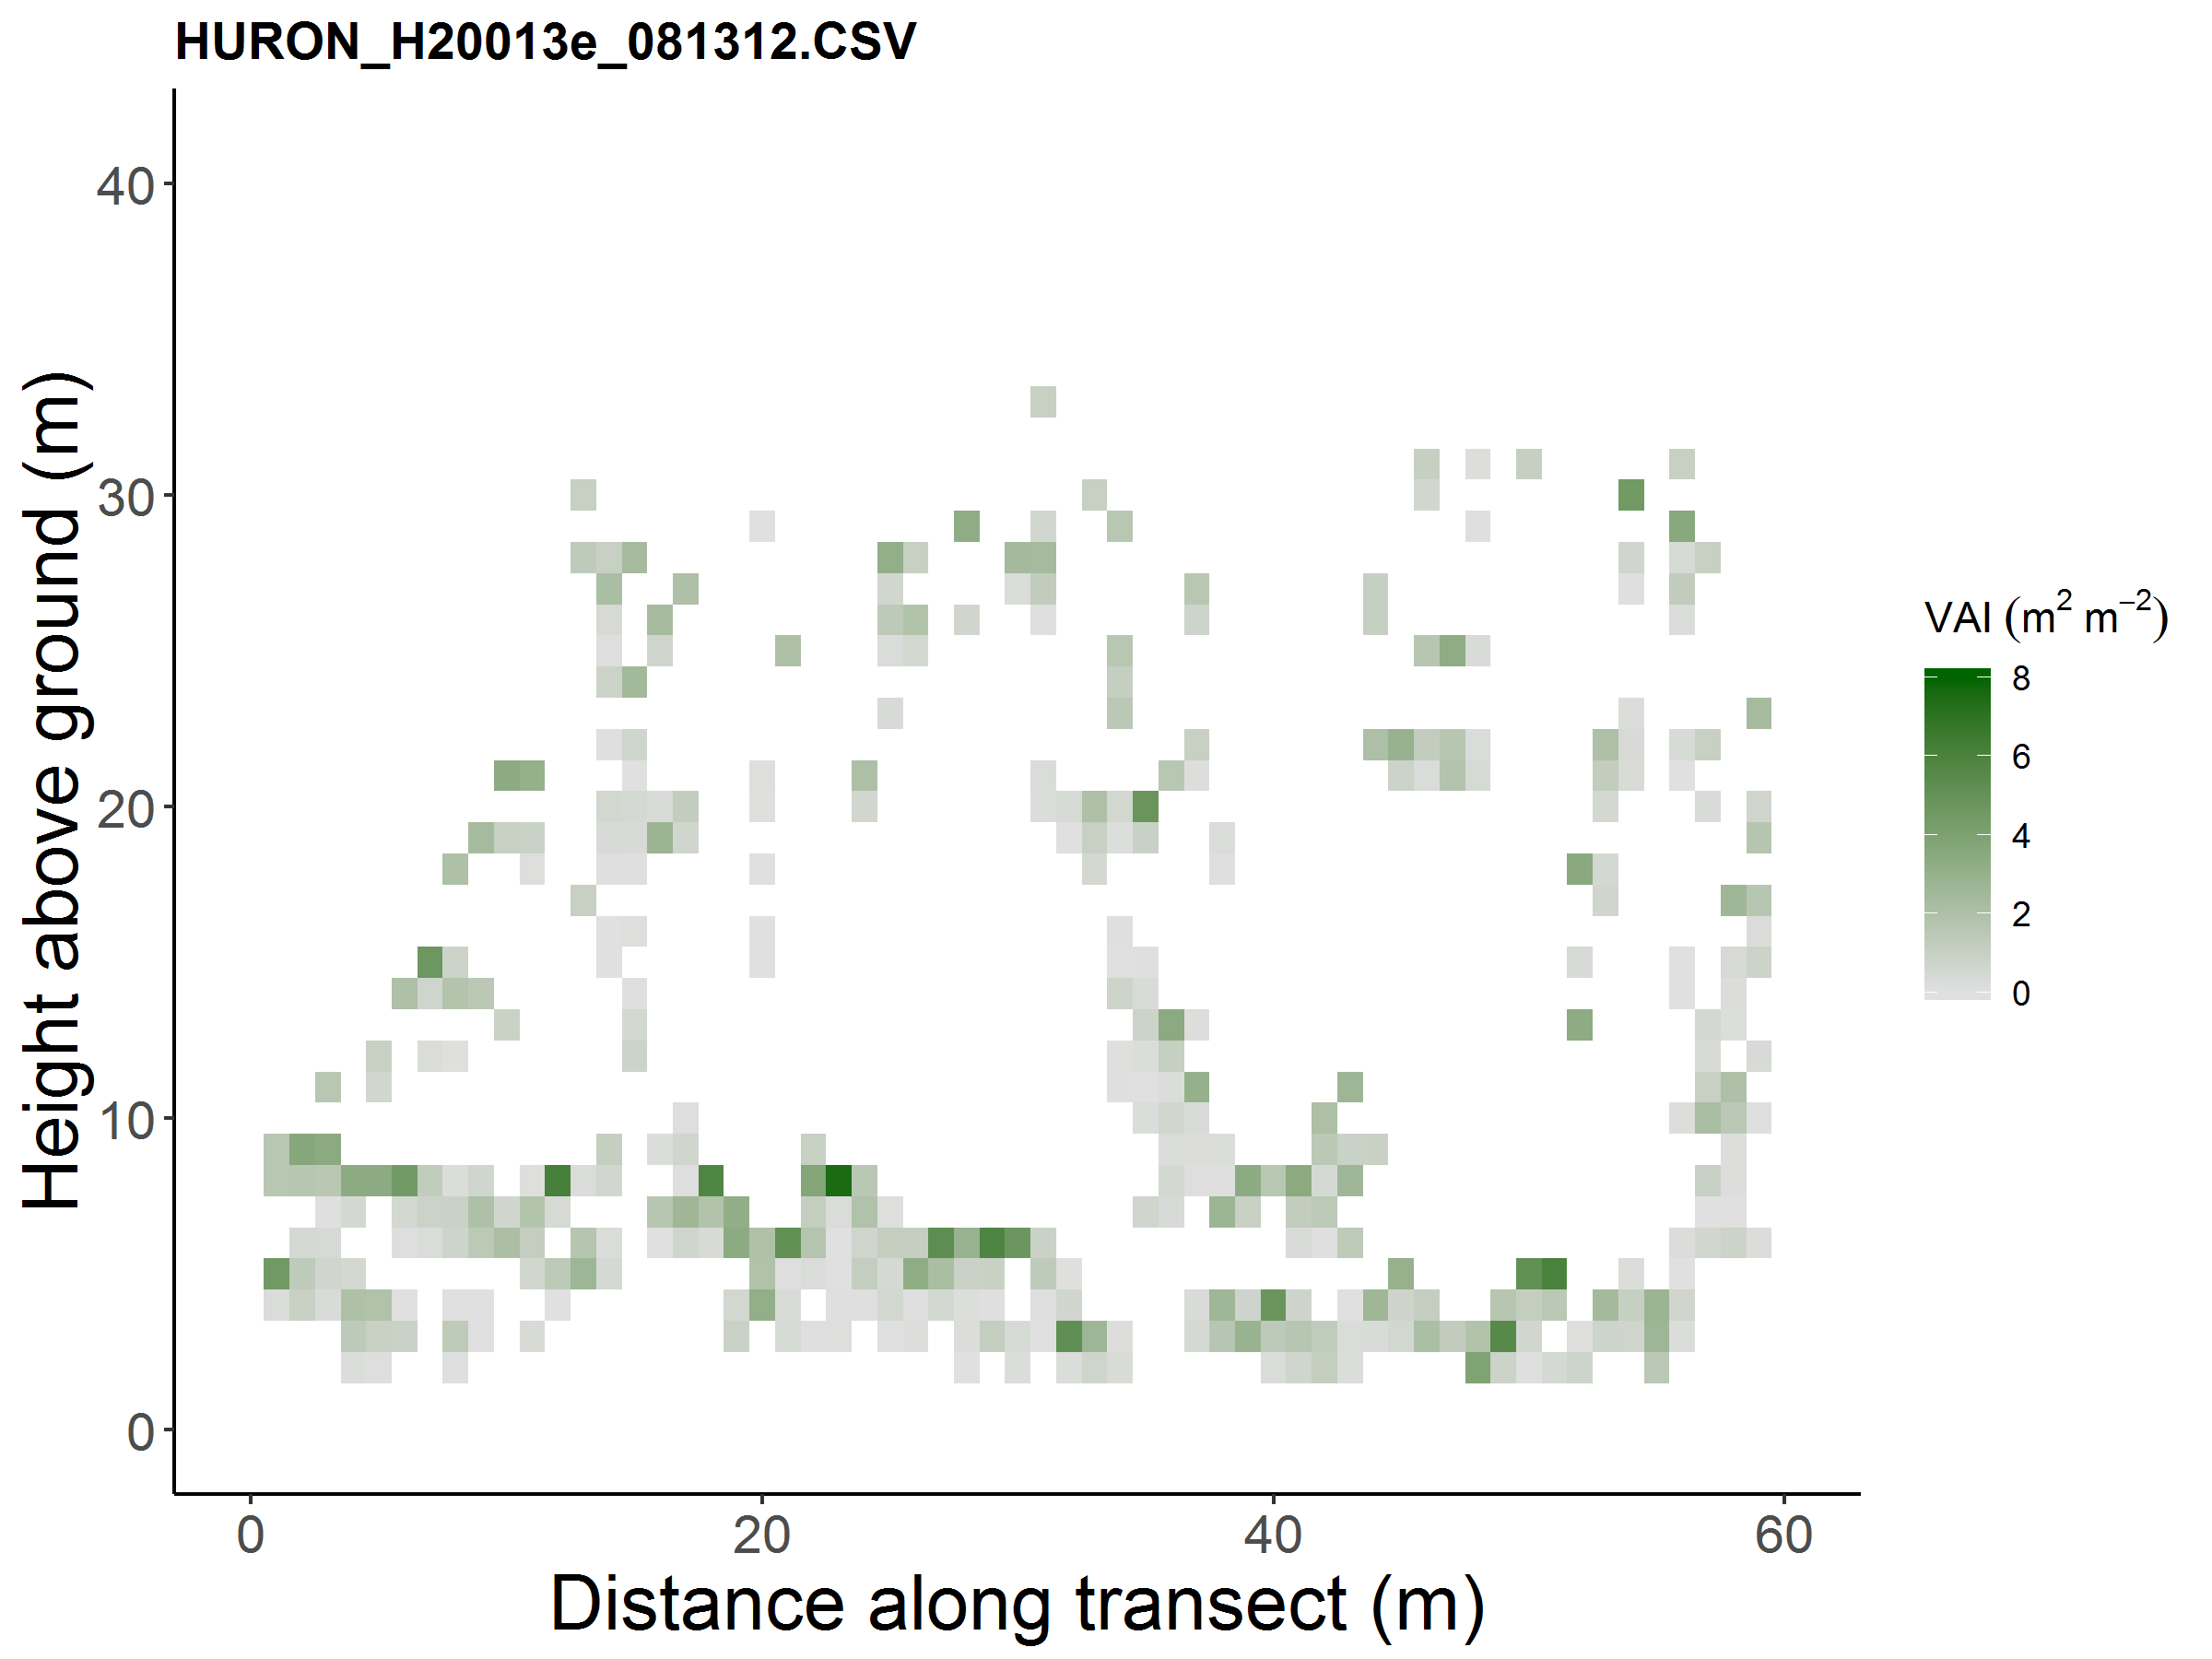 HURON_H20013e_081312.CSV
Height above ground (m)
40
30
20
10
0
0 20 40 60
Distance along transect (m)
VAI (m² m⁻²)
8
6
4
2
0